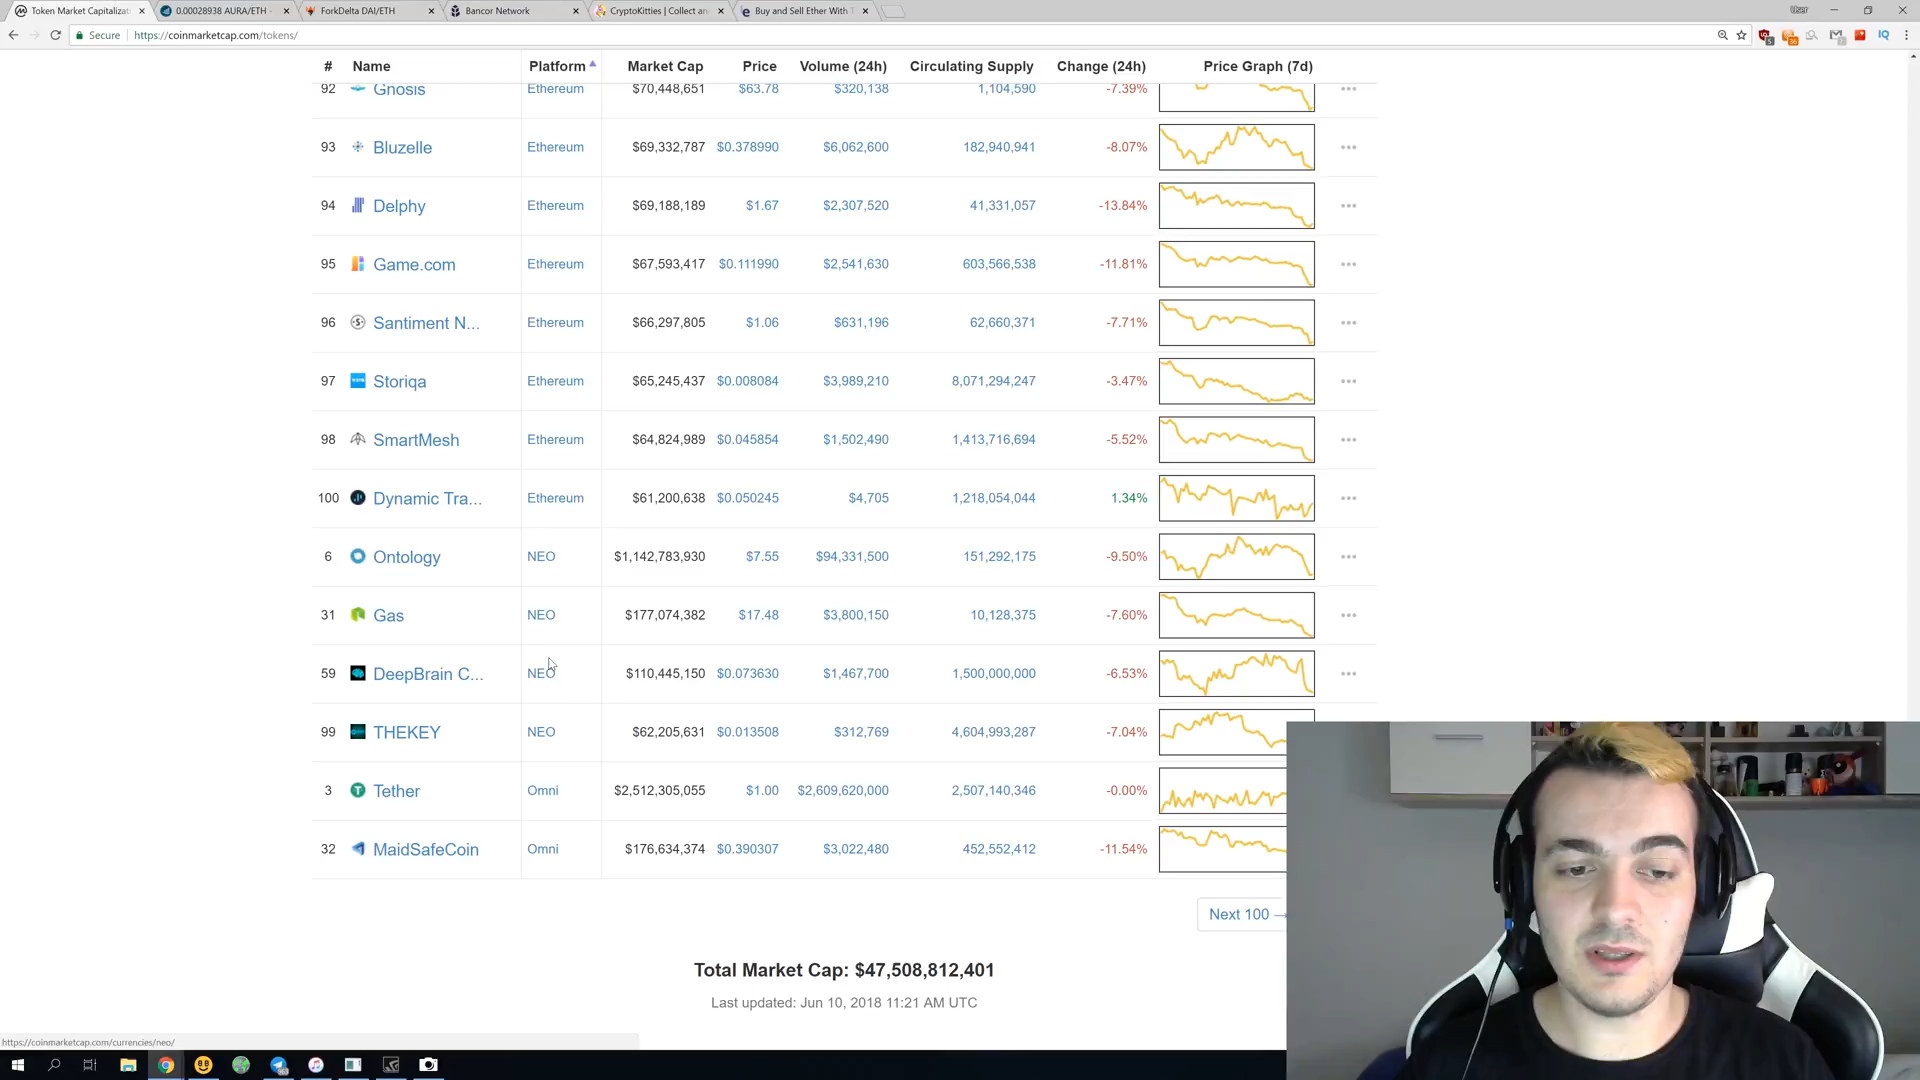 Token Market Capitalizat
0.00028938 AURA/ETH -
ForkDelta DAI/ETH
Bancor Network
CryptoKitties | Collect an
Buy and Sell Ether With T
User
Secure
https://coinmarketcap.com/tokens/
# Name Platform Market Cap Price Volume (24h) Circulating Supply Change (24h) Price Graph (7d)
92 Gnosis Ethereum $70,448,651 $63.78 $320,138 1,104,590 -7.39%
93 Bluzelle Ethereum $69,332,787 $0.378990 $6,062,600 182,940,941 -8.07%
94 Delphy Ethereum $69,188,189 $1.67 $2,307,520 41,331,057 -13.84%
95 Game.com Ethereum $67,593,417 $0.111990 $2,541,630 603,566,538 -11.81%
96 Santiment N... Ethereum $66,297,805 $1.06 $631,196 62,660,371 -7.71%
97 Storiqa Ethereum $65,245,437 $0.008084 $3,989,210 8,071,294,247 -3.47%
98 SmartMesh Ethereum $64,824,989 $0.045854 $1,502,490 1,413,716,694 -5.52%
100 Dynamic Tra... Ethereum $61,200,638 $0.050245 $4,705 1,218,054,044 1.34%
6 Ontology NEO $1,142,783,930 $7.55 $94,331,500 151,292,175 -9.50%
31 Gas NEO $177,074,382 $17.48 $3,800,150 10,128,375 -7.60%
59 DeepBrain C... NEO $110,445,150 $0.073630 $1,467,700 1,500,000,000 -6.53%
99 THEKEY NEO $62,205,631 $0.013508 $312,769 4,604,993,287 -7.04%
3 Tether Omni $2,512,305,055 $1.00 $2,609,620,000 2,507,140,346 -0.00%
32 MaidSafeCoin Omni $176,634,374 $0.390307 $3,022,480 452,552,412 -11.54%
Next 100 →
Total Market Cap: $47,508,812,401
Last updated: Jun 10, 2018 11:21 AM UTC
https://coinmarketcap.com/currencies/neo/